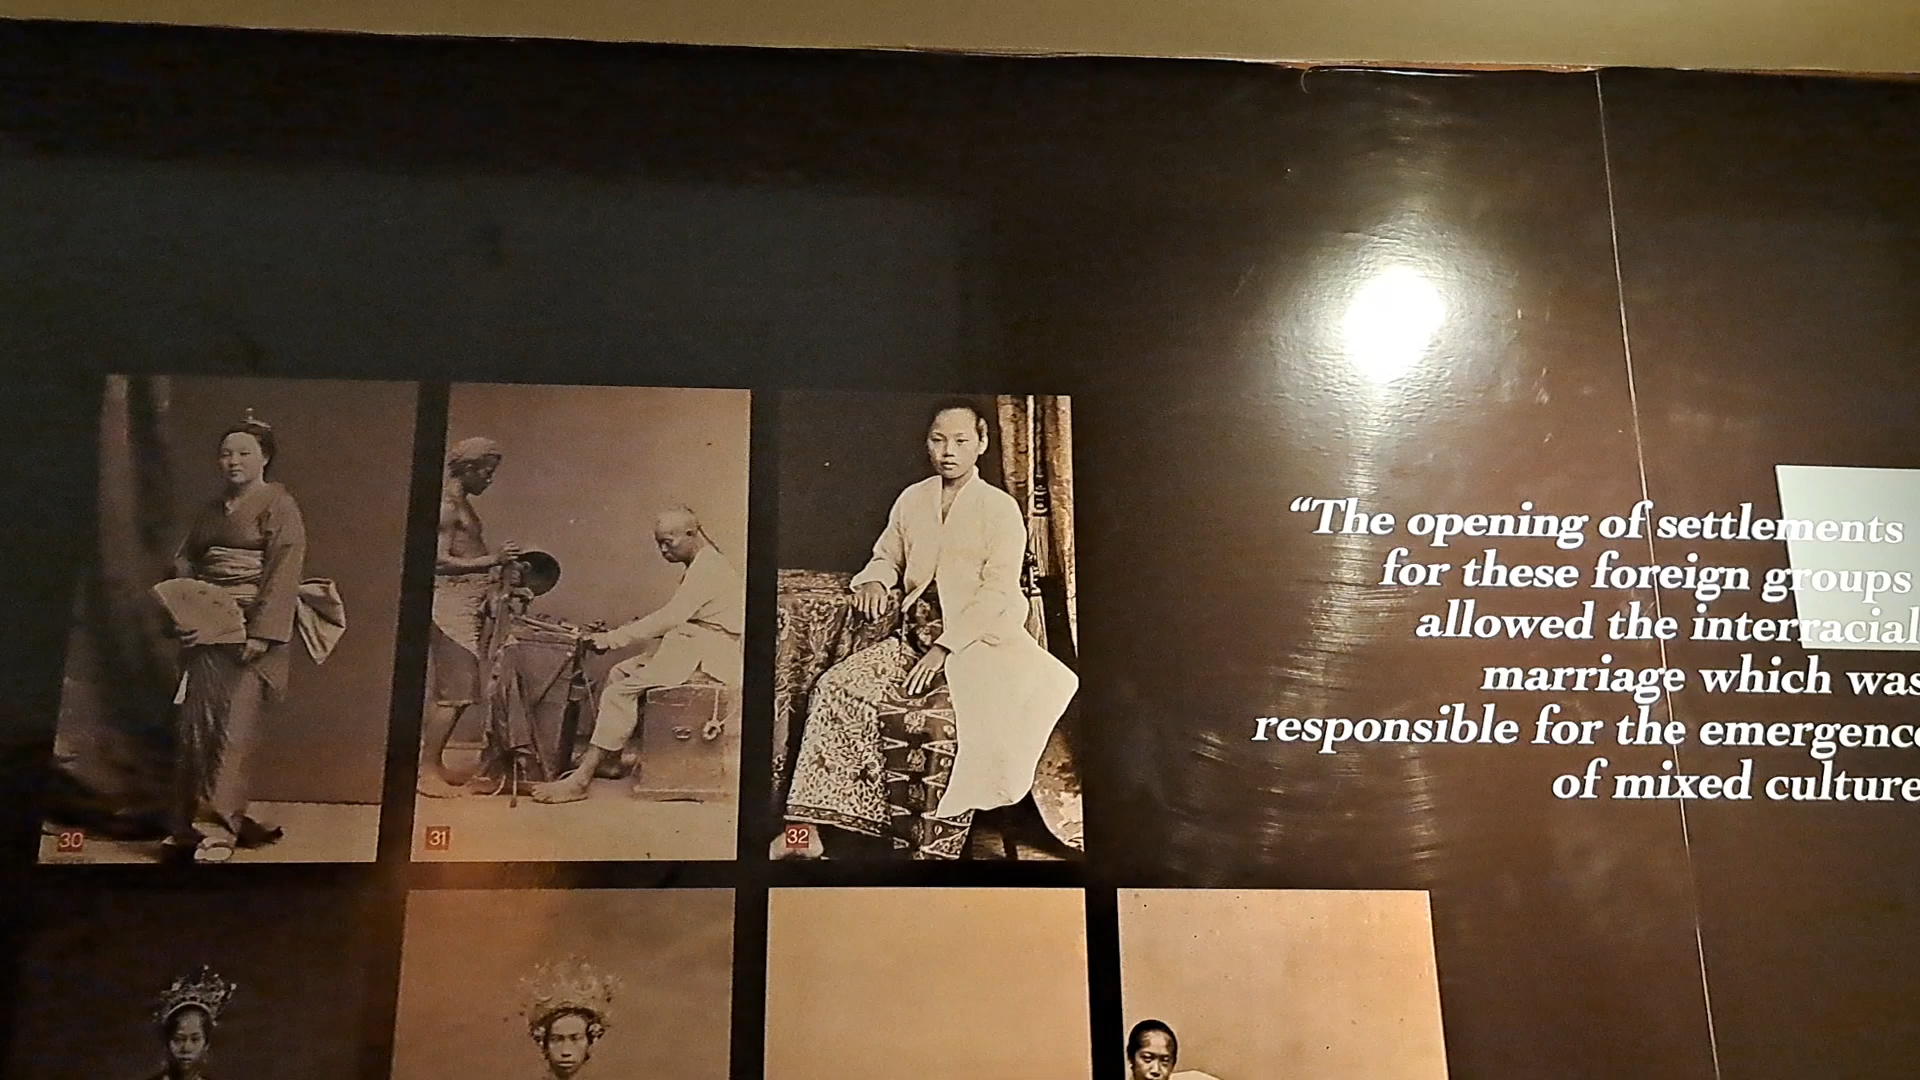 “The opening of settlements
for these foreign groups
allowed the interracial
marriage which was
responsible for the emergence
of mixed culture
30
31
32